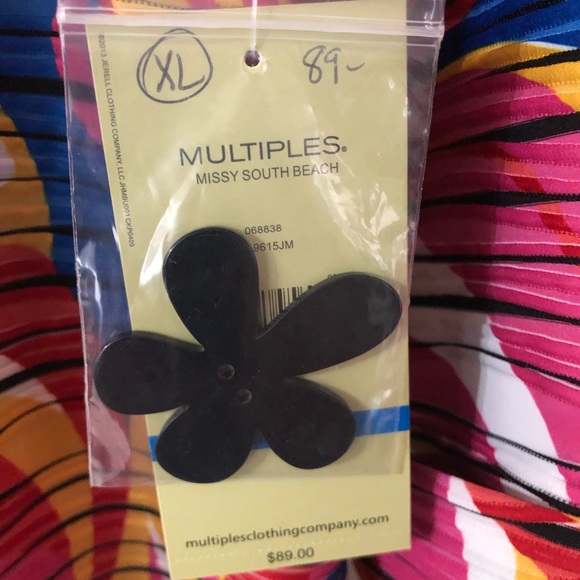 ©2013 JERELL CLOTHING COMPANY, LLC
XL
89-
MULTIPLES®
MISSY SOUTH BEACH
068838
9615JM
multiplesclothingcompany.com
$89.00